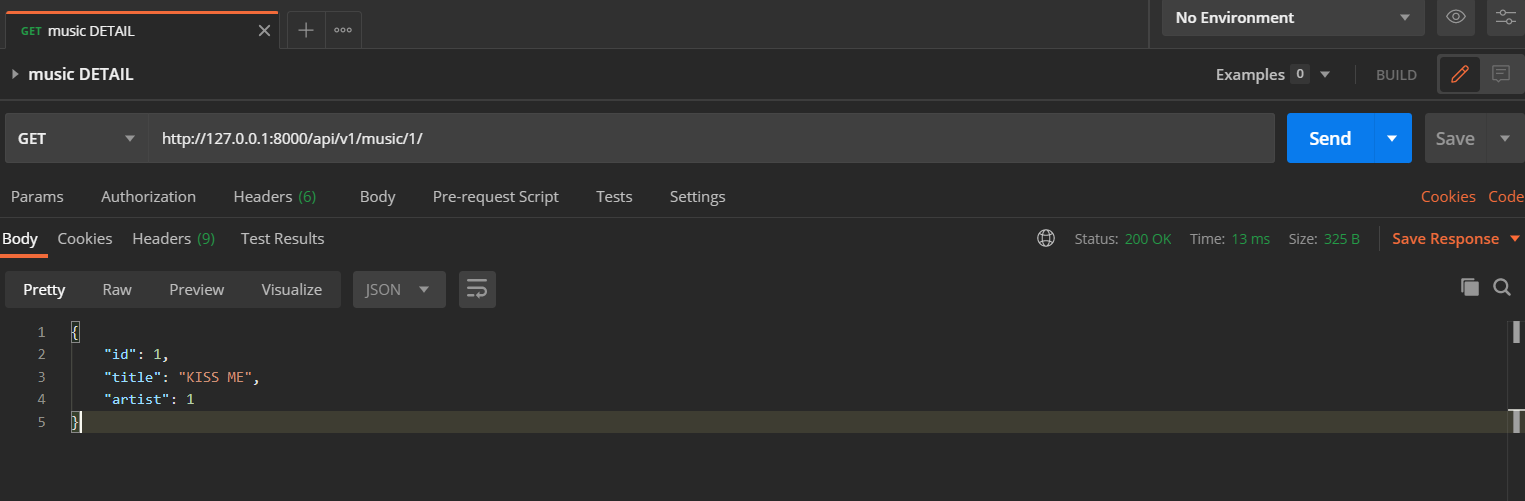 GET music DETAIL
No Environment
music DETAIL
Examples 0
BUILD
GET http://127.0.0.1:8000/api/v1/music/1/
Send
Save
Params Authorization Headers (6) Body Pre-request Script Tests Settings
Cookies Code
Body Cookies Headers (9) Test Results
Status: 200 OK Time: 13 ms Size: 325 B
Save Response
Pretty Raw Preview Visualize JSON
1 {
2 "id": 1,
3 "title": "KISS ME",
4 "artist": 1
5 }